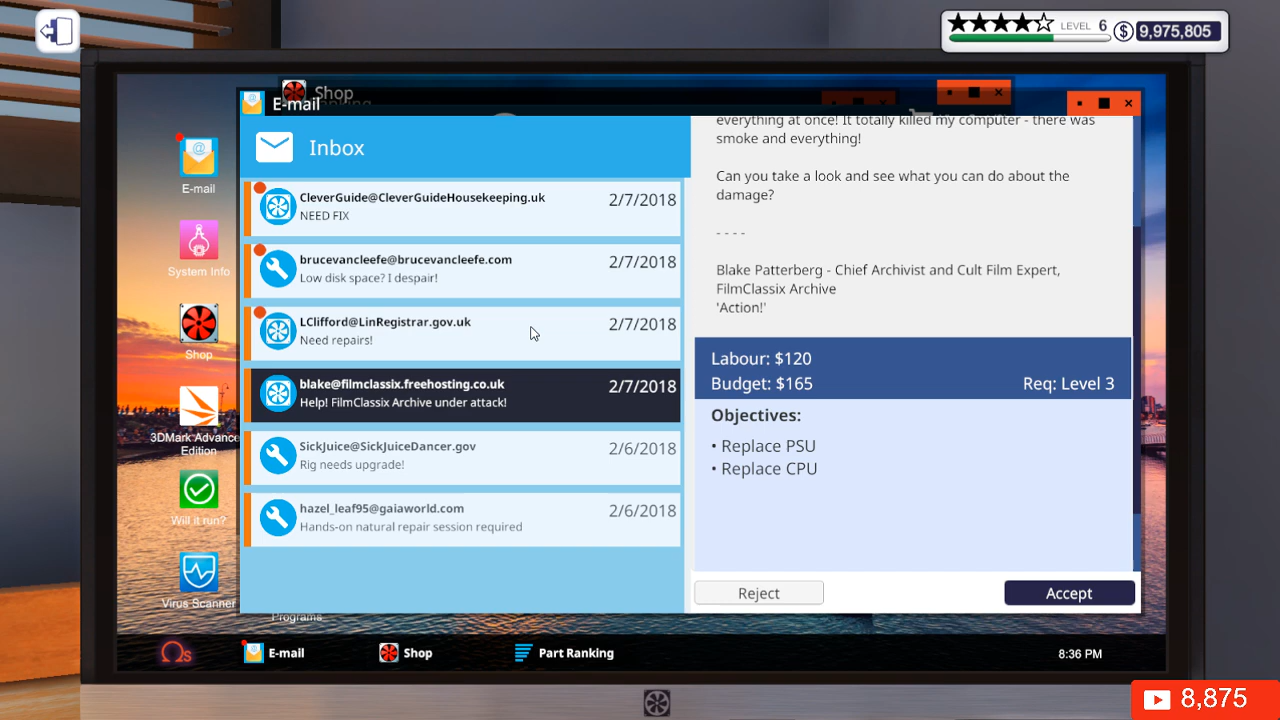 LEVEL 6
$ 9,975,805
Shop
E-mail
Inbox
CleverGuide@CleverGuideHousekeeping.uk 2/7/2018
NEED FIX
brucevancleefe@brucevancleefe.com 2/7/2018
Low disk space? I despair!
LClifford@LinRegistrar.gov.uk 2/7/2018
Need repairs!
blake@filmclassix.freehosting.co.uk 2/7/2018
Help! FilmClassix Archive under attack!
SickJuice@SickJuiceDancer.gov 2/6/2018
Rig needs upgrade!
hazel_leaf95@gaiaworld.com 2/6/2018
Hands-on natural repair session required
everything at once! It totally killed my computer - there was
smoke and everything!
Can you take a look and see what you can do about the
damage?
- - - -
Blake Patterberg - Chief Archivist and Cult Film Expert,
FilmClassix Archive
'Action!'
Labour: $120
Budget: $165 Req: Level 3
Objectives:
• Replace PSU
• Replace CPU
Reject Accept
E-mail
System Info
Shop
3DMark Advance
Edition
Will it run?
Virus Scanner
Programs
E-mail Shop Part Ranking 8:36 PM
8,875